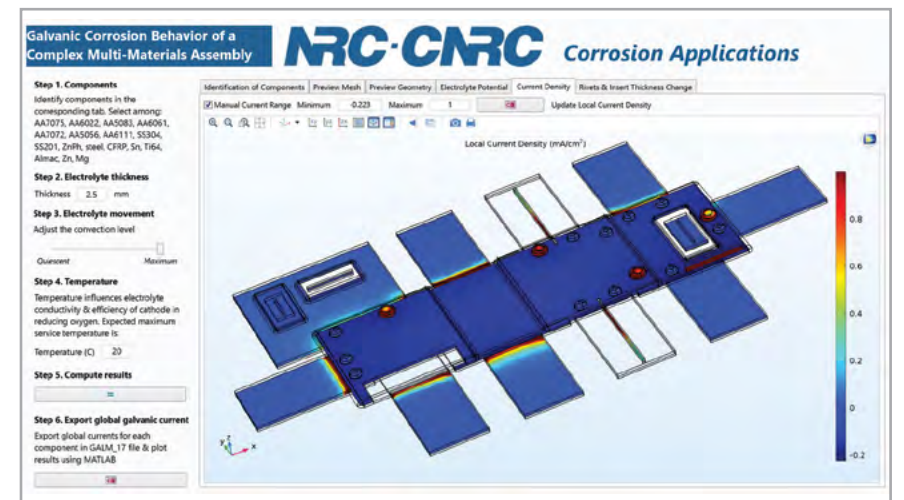 Galvanic Corrosion Behavior of a
Complex Multi-Materials Assembly
NRC·CNRC
Corrosion Applications
Step 1. Components
Identify components in the
corresponding tab. Select among:
AA7075, AA6022, AA5083, AA6061,
AA7072, AA5056, AA6111, SS304,
SS201, ZnPh, steel, CFRP, Sn, Ti64,
Almac, Zn, Mg
Step 2. Electrolyte thickness
Thickness 2.5 mm
Step 3. Electrolyte movement
Adjust the convection level
Quiescent Maximum
Step 4. Temperature
Temperature influences electrolyte
conductivity & efficiency of cathode in
reducing oxygen. Expected maximum
service temperature is:
Temperature (C) 20
Step 5. Compute results
=
Step 6. Export global galvanic current
Export global currents for each
component in GALM_17 file & plot
results using MATLAB
Identification of Components Preview Mesh Preview Geometry Electrolyte Potential Current Density Rivets & Insert Thickness Change
Manual Current Range Minimum -0.223 Maximum 1 Update Local Current Density
Local Current Density (mA/cm²)
0.8
0.6
0.4
0.2
0
-0.2
y z x